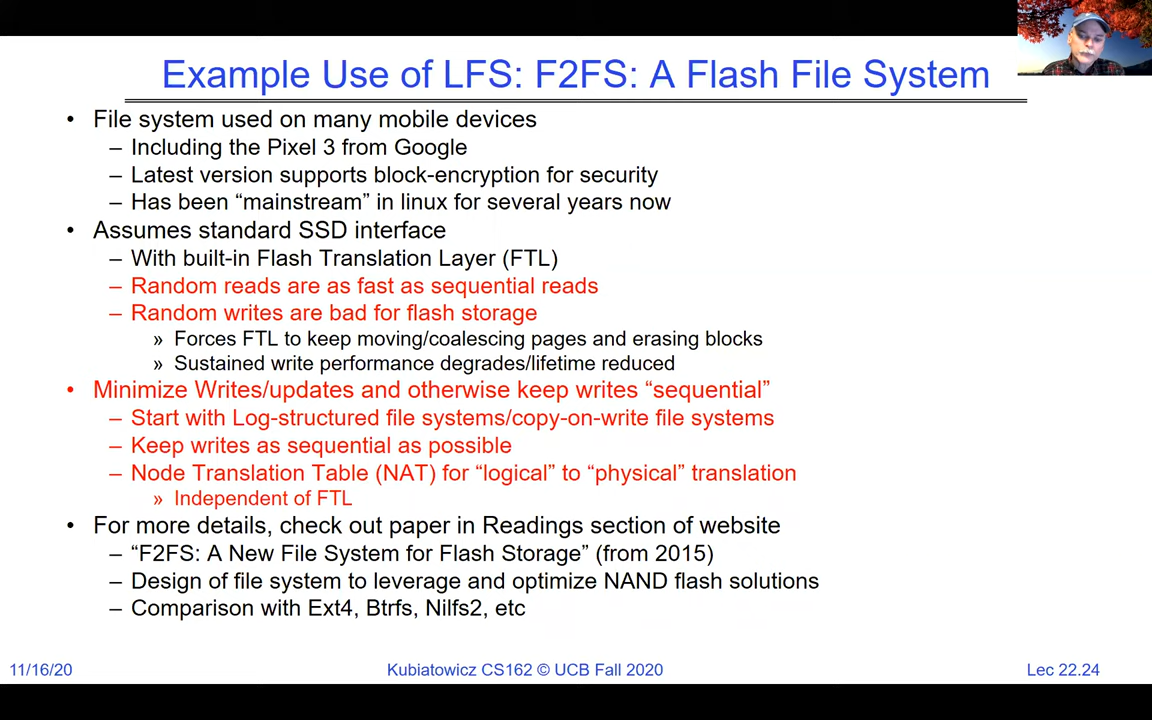 Example Use of LFS: F2FS: A Flash File System
• File system used on many mobile devices
– Including the Pixel 3 from Google
– Latest version supports block-encryption for security
– Has been “mainstream” in linux for several years now
• Assumes standard SSD interface
– With built-in Flash Translation Layer (FTL)
– Random reads are as fast as sequential reads
– Random writes are bad for flash storage
» Forces FTL to keep moving/coalescing pages and erasing blocks
» Sustained write performance degrades/lifetime reduced
• Minimize Writes/updates and otherwise keep writes “sequential”
– Start with Log-structured file systems/copy-on-write file systems
– Keep writes as sequential as possible
– Node Translation Table (NAT) for “logical” to “physical” translation
» Independent of FTL
• For more details, check out paper in Readings section of website
– “F2FS: A New File System for Flash Storage” (from 2015)
– Design of file system to leverage and optimize NAND flash solutions
– Comparison with Ext4, Btrfs, Nilfs2, etc
11/16/20
Kubiatowicz CS162 © UCB Fall 2020
Lec 22.24